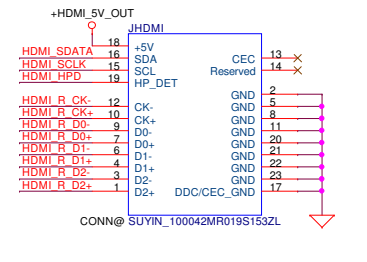 +HDMI_5V_OUT
JHDMI
18 +5V
HDMI_SDATA 16 SDA CEC 13
HDMI_SCLK 15 SCL Reserved 14
HDMI_HPD 19 HP_DET
GND 2
HDMI_R_CK- 12 CK- GND 5
HDMI_R_CK+ 10 CK+ GND 8
HDMI_R_D0- 9 D0- GND 11
HDMI_R_D0+ 7 D0+ GND 20
HDMI_R_D1- 6 D1- GND 21
HDMI_R_D1+ 4 D1+ GND 22
HDMI_R_D2- 3 D2- GND 23
HDMI_R_D2+ 1 D2+ DDC/CEC_GND 17
CONN@ SUYIN_100042MR019S153ZL